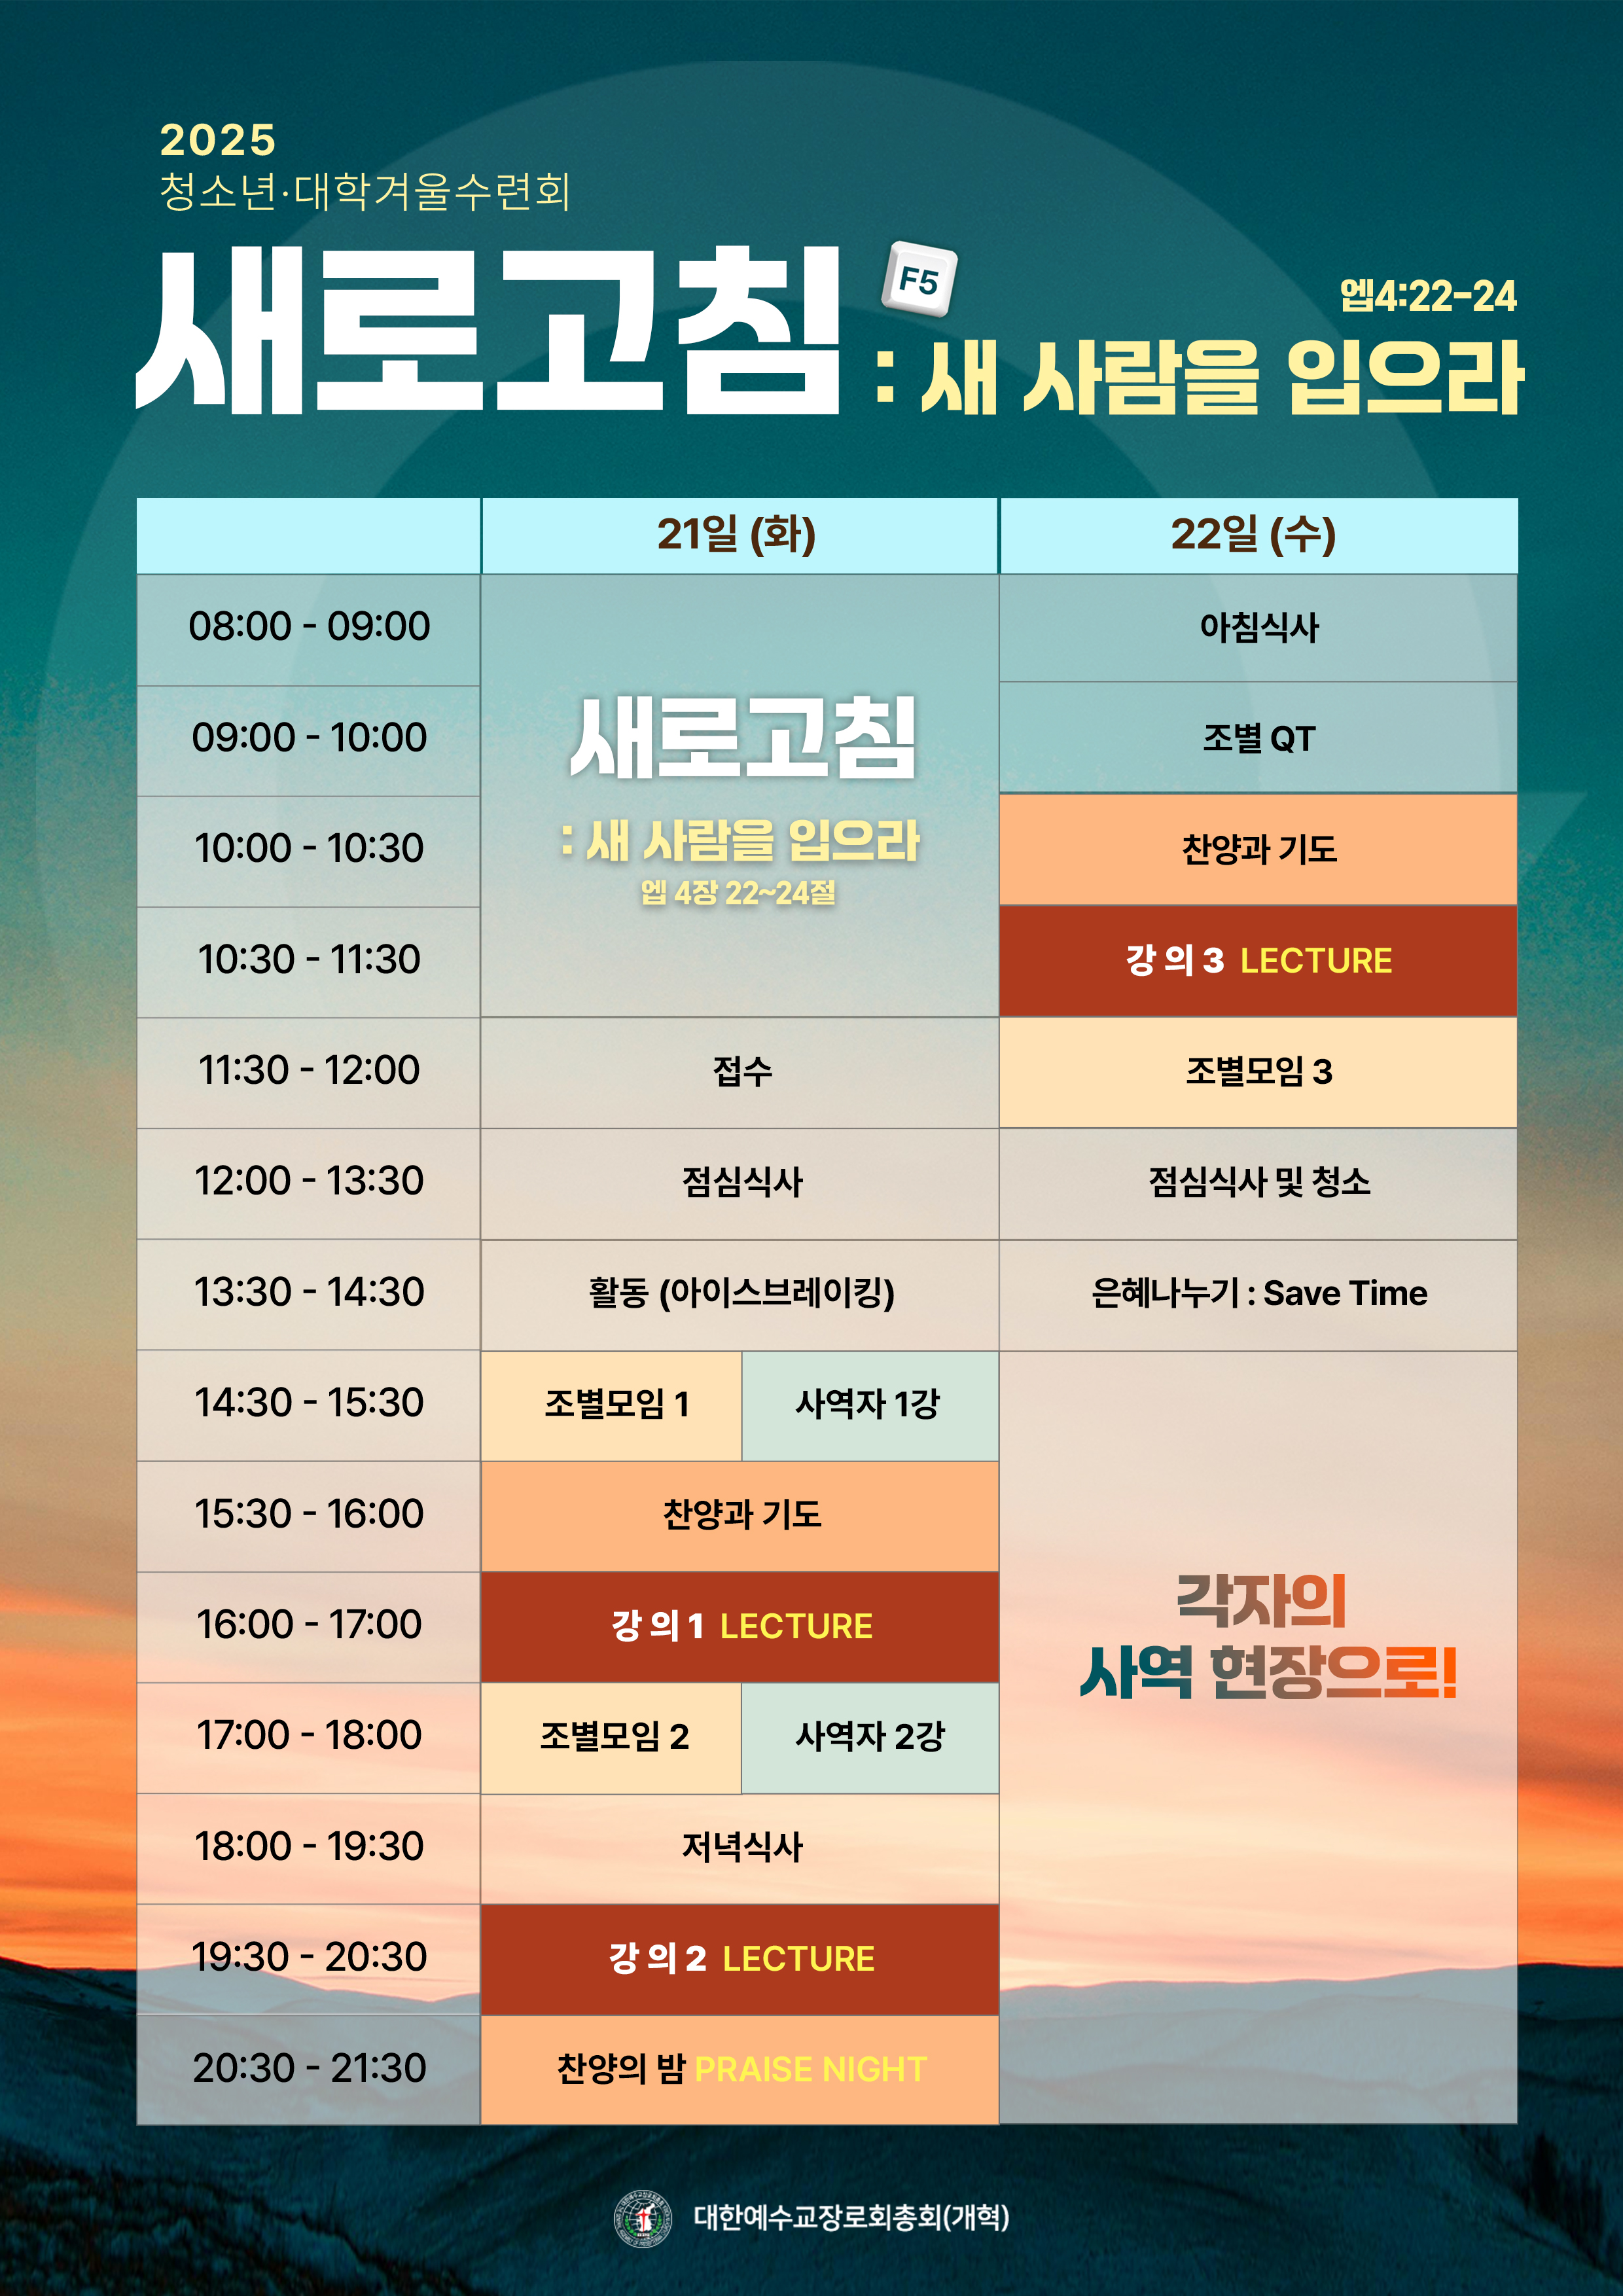 2025
청소년·대학겨울수련회
새로고침
F5
엡4:22-24
: 새 사람을 입으라
21일 (화)
22일 (수)
08:00 - 09:00
새로고침
: 새 사람을 입으라
엡 4장 22~24절
아침식사
09:00 - 10:00
조별 QT
10:00 - 10:30
찬양과 기도
10:30 - 11:30
강 의 3 LECTURE
11:30 - 12:00
접수
조별모임 3
12:00 - 13:30
점심식사
점심식사 및 청소
13:30 - 14:30
활동 (아이스브레이킹)
은혜나누기 : Save Time
14:30 - 15:30
조별모임 1
사역자 1강
각자의
사역 현장으로!
15:30 - 16:00
찬양과 기도
16:00 - 17:00
강 의 1 LECTURE
17:00 - 18:00
조별모임 2
사역자 2강
18:00 - 19:30
저녁식사
19:30 - 20:30
강 의 2 LECTURE
20:30 - 21:30
찬양의 밤 PRAISE NIGHT
대한예수교장로회총회(개혁)